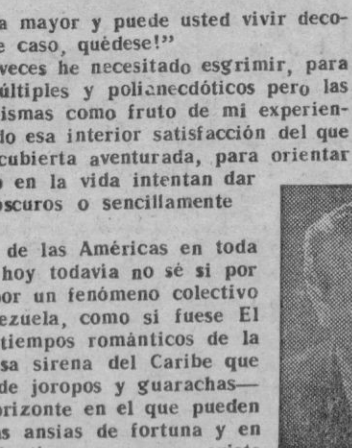 a mayor y puede usted vivir deco-
e caso, quédese!”
veces he necesitado esgrimir, para
últiples y polianecdóticos pero las
ismas como fruto de mi experien-
do esa interior satisfacción del que
cubierta aventurada, para orientar
o en la vida intentan dar
oscuros o sencillamente
de las Américas en toda
hoy todavía no sé si por
por un fenómeno colectivo
ezuela, como si fuese El
tiempos románticos de la
sa sirena del Caribe que
de joropos y guarachas—
orizonte en el que pueden
as ansias de fortuna y en